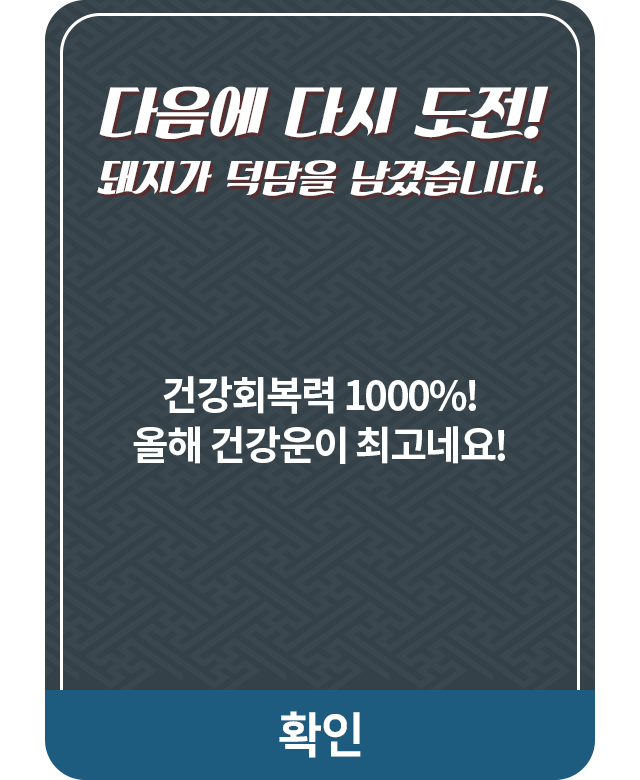 다음에 다시 도전!
돼지가 덕담을 남겼습니다.
건강회복력 1000%!
올해 건강운이 최고네요!
확인